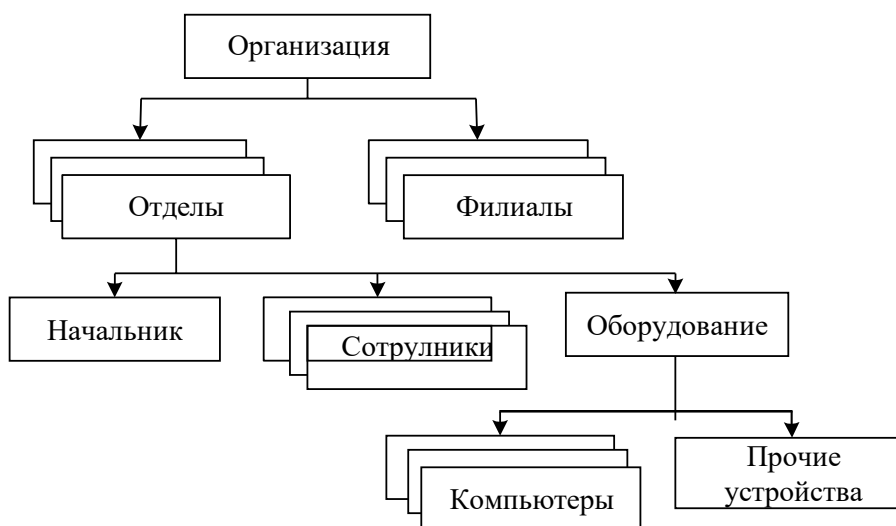 Организация
Отделы
Филиалы
Начальник
Сотрулники
Оборудование
Компьютеры
Прочие
устройства